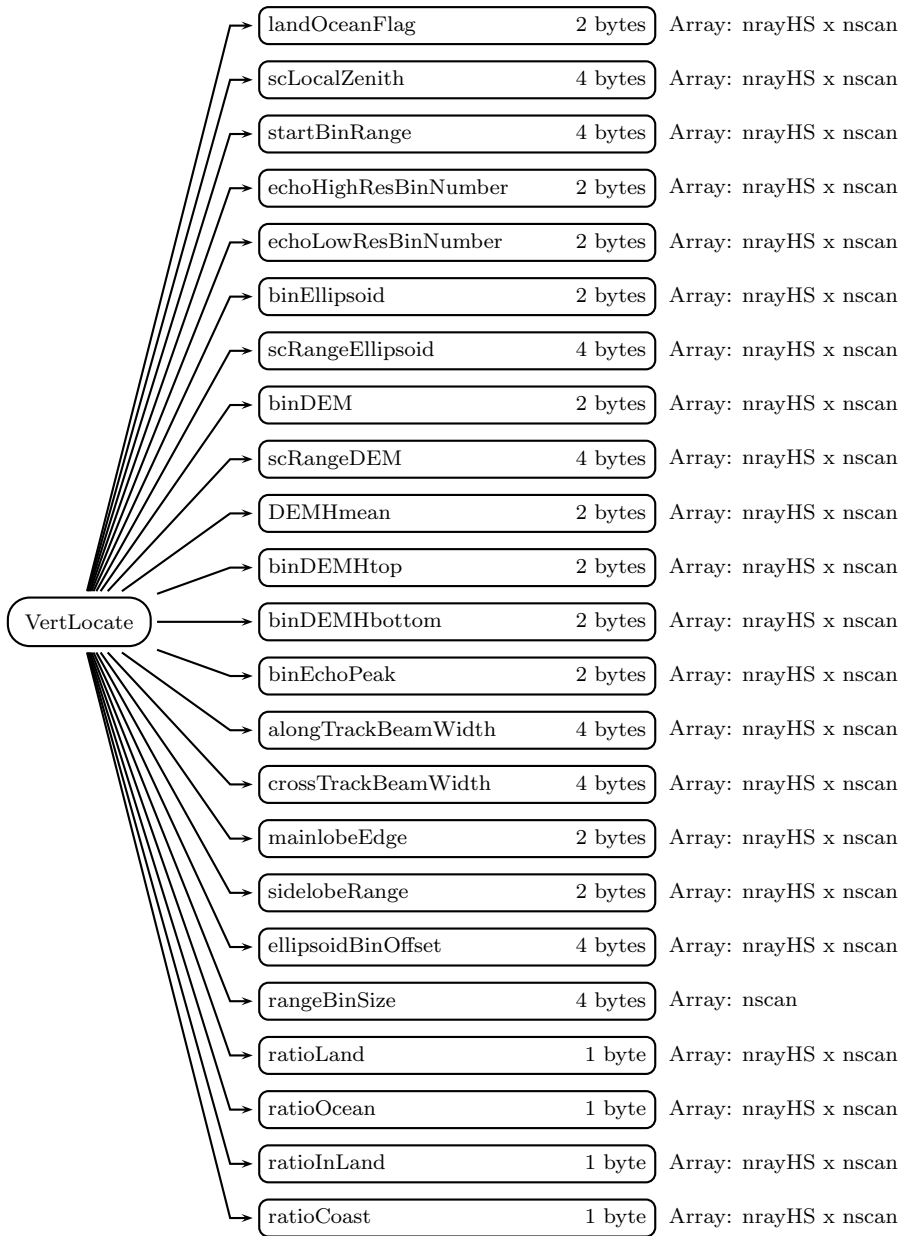 landOceanFlag 2 bytes Array: nrayHS x nscan
scLocalZenith 4 bytes Array: nrayHS x nscan
startBinRange 4 bytes Array: nrayHS x nscan
echoHighResBinNumber 2 bytes Array: nrayHS x nscan
echoLowResBinNumber 2 bytes Array: nrayHS x nscan
binEllipsoid 2 bytes Array: nrayHS x nscan
scRangeEllipsoid 4 bytes Array: nrayHS x nscan
binDEM 2 bytes Array: nrayHS x nscan
scRangeDEM 4 bytes Array: nrayHS x nscan
DEMHmean 2 bytes Array: nrayHS x nscan
binDEMHtop 2 bytes Array: nrayHS x nscan
VertLocate binDEMHbottom 2 bytes Array: nrayHS x nscan
binEchoPeak 2 bytes Array: nrayHS x nscan
alongTrackBeamWidth 4 bytes Array: nrayHS x nscan
crossTrackBeamWidth 4 bytes Array: nrayHS x nscan
mainlobeEdge 2 bytes Array: nrayHS x nscan
sidelobeRange 2 bytes Array: nrayHS x nscan
ellipsoidBinOffset 4 bytes Array: nrayHS x nscan
rangeBinSize 4 bytes Array: nscan
ratioLand 1 byte Array: nrayHS x nscan
ratioOcean 1 byte Array: nrayHS x nscan
ratioInLand 1 byte Array: nrayHS x nscan
ratioCoast 1 byte Array: nrayHS x nscan